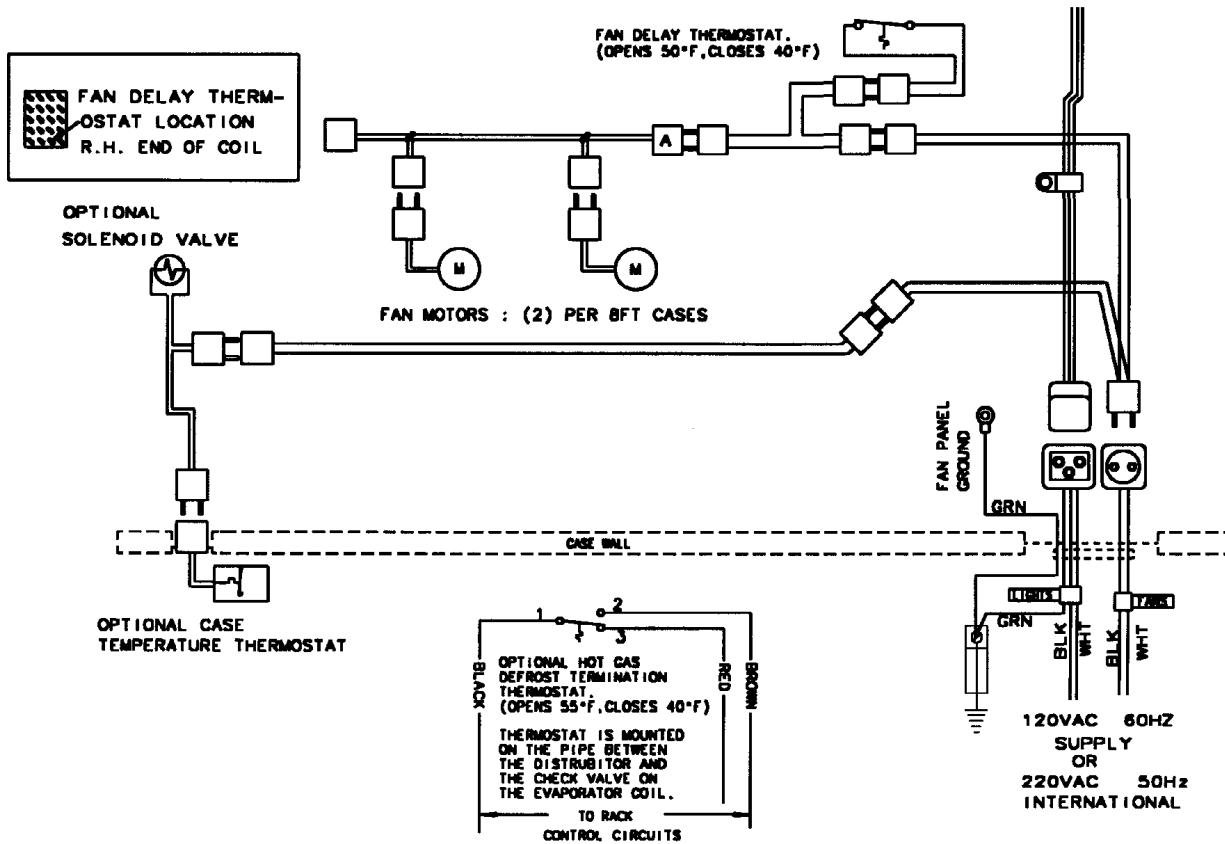 FAN DELAY THERMOSTAT.
(OPENS 50°F,CLOSES 40°F)
FAN DELAY THERM-
OSTAT LOCATION
R.H. END OF COIL
A
OPTIONAL
SOLENOID VALVE
M
M
FAN MOTORS : (2) PER 8FT CASES
FAN PANEL
GROUND
GRN
CASE WALL
LIGHTS
FANS
GRN
BLK
WHT
BLK
WHT
OPTIONAL CASE
TEMPERATURE THERMOSTAT
1
2
3
BLACK
RED
BROWN
OPTIONAL HOT GAS
DEFROST TERMINATION
THERMOSTAT.
(OPENS 55°F,CLOSES 40°F)
THERMOSTAT IS MOUNTED
ON THE PIPE BETWEEN
THE DISTRUBITOR AND
THE CHECK VALVE ON
THE EVAPORATOR COIL.
TO RACK
CONTROL CIRCUITS
120VAC 60HZ
SUPPLY
OR
220VAC 50Hz
INTERNATIONAL